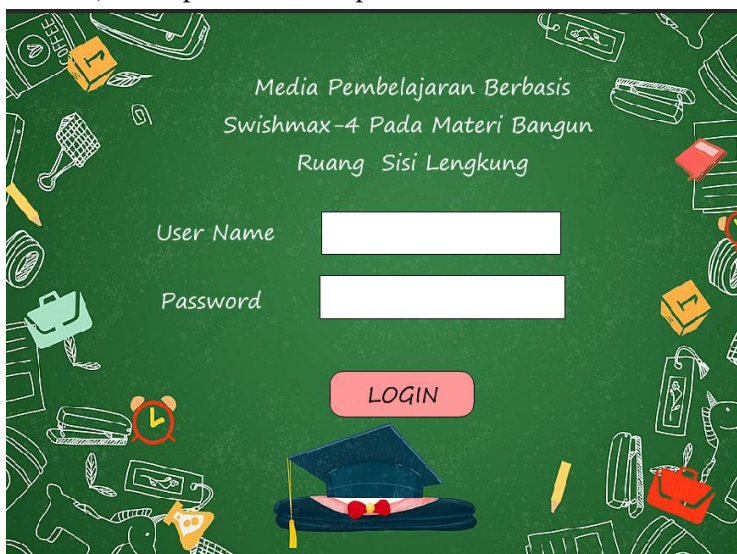 Media Pembelajaran Berbasis
Swishmax-4 Pada Materi Bangun
Ruang Sisi Lengkung
User Name
Password
LOGIN